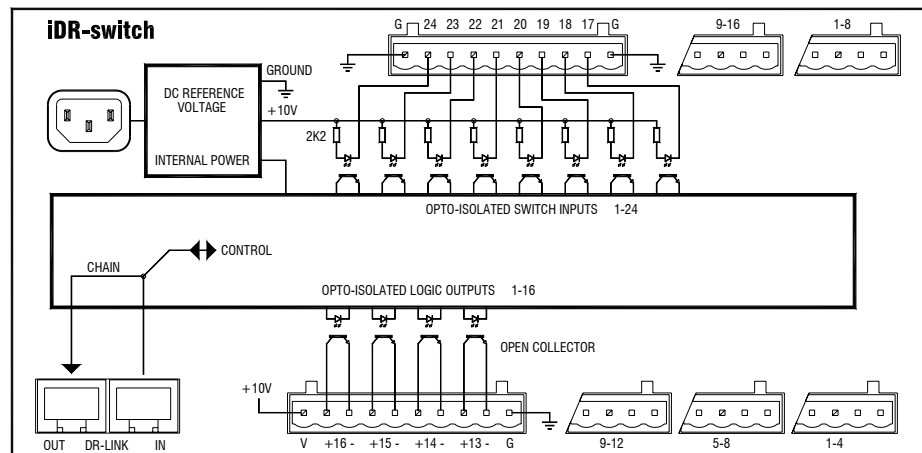 iDR-switch
G 24 23 22 21 20 19 18 17 G
9-16
1-8
DC REFERENCE
VOLTAGE
GROUND
+10V
INTERNAL POWER
2K2
OPTO-ISOLATED SWITCH INPUTS 1-24
CONTROL
CHAIN
OPTO-ISOLATED LOGIC OUTPUTS 1-16
OPEN COLLECTOR
+10V
OUT DR-LINK IN
V +16 - +15 - +14 - +13 - G
9-12
5-8
1-4